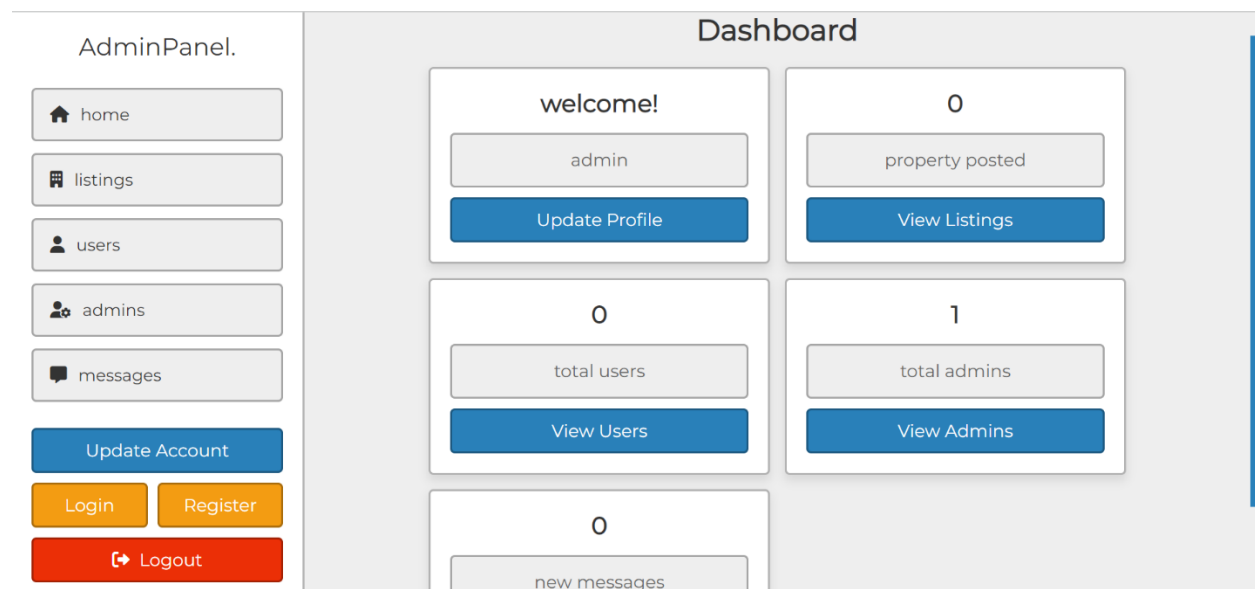 AdminPanel.
home
listings
users
admins
messages
Update Account
Login
Register
Logout
Dashboard
welcome!
admin
Update Profile
0
property posted
View Listings
0
total users
View Users
1
total admins
View Admins
0
new messages